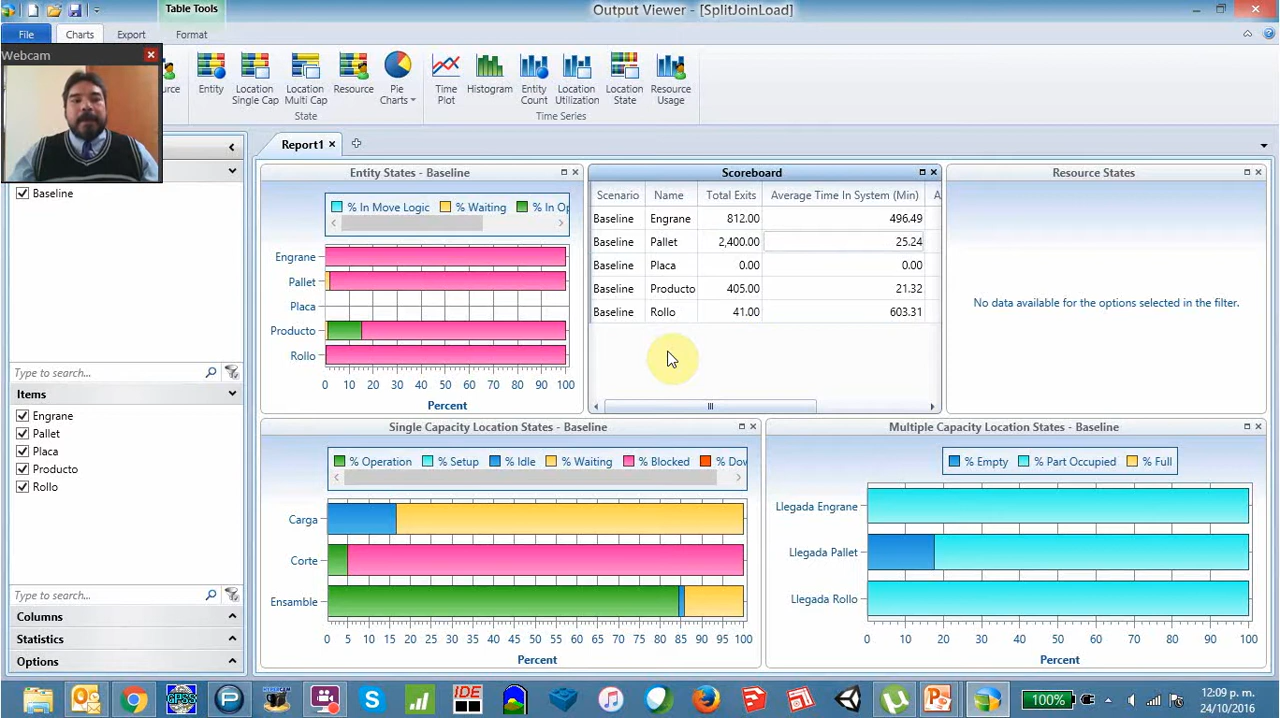 Table Tools
Output Viewer - [SplitJoinLoad]
File
Charts
Export
Format
Webcam
Entity
Location
Single Cap
Location
Multi Cap
Resource
Pie
Charts
State
Time
Plot
Histogram
Entity
Count
Location
Utilization
Location
State
Resource
Usage
Time Series
Report1
Baseline
Type to search...
Items
Engrane
Pallet
Placa
Producto
Rollo
Type to search...
Columns
Statistics
Options
Entity States - Baseline
% In Move Logic % Waiting % In Op
Engrane
Pallet
Placa
Producto
Rollo
0 10 20 30 40 50 60 70 80 90 100
Percent
Scoreboard
Scenario Name Total Exits Average Time In System (Min) A
Baseline Engrane 812.00 496.49
Baseline Pallet 2,400.00 25.24
Baseline Placa 0.00 0.00
Baseline Producto 405.00 21.32
Baseline Rollo 41.00 603.31
Resource States
No data available for the options selected in the filter.
Single Capacity Location States - Baseline
% Operation % Setup % Idle % Waiting % Blocked % Dov
Carga
Corte
Ensamble
0 5 10 15 20 25 30 35 40 45 50 55 60 65 70 75 80 85 90 95 100
Percent
Multiple Capacity Location States - Baseline
% Empty % Part Occupied % Full
Llegada Engrane
Llegada Pallet
Llegada Rollo
0 10 20 30 40 50 60 70 80 90 100
Percent
GPSS
IDE
100%
12:09 p. m.
24/10/2016